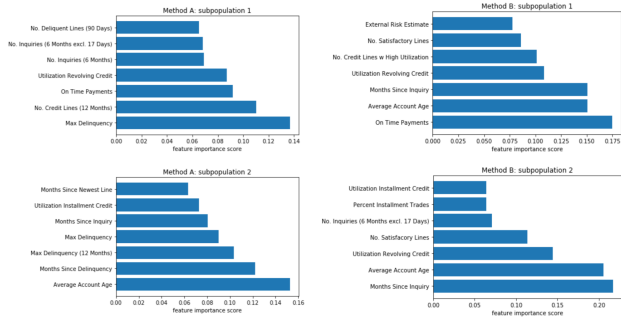 Method A: subpopulation 1
No. Deliquent Lines (90 Days)
No. Inquiries (6 Months excl. 17 Days)
No. Inquiries (6 Months)
Utilization Revolving Credit
On Time Payments
No. Credit Lines (12 Months)
Max Delinquency
0.00 0.02 0.04 0.06 0.08 0.10 0.12 0.14
feature importance score
Method B: subpopulation 1
External Risk Estimate
No. Satisfactory Lines
No. Credit Lines w High Utilization
Utilization Revolving Credit
Months Since Inquiry
Average Account Age
On Time Payments
0.000 0.025 0.050 0.075 0.100 0.125 0.150 0.175
feature importance score
Method A: subpopulation 2
Months Since Newest Line
Utilization Installment Credit
Months Since Inquiry
Max Delinquency
Max Delinquency (12 Months)
Months Since Delinquency
Average Account Age
0.00 0.02 0.04 0.06 0.08 0.10 0.12 0.14 0.16
feature importance score
Method B: subpopulation 2
Utilization Installment Credit
Percent Installment Trades
No. Inquiries (6 Months excl. 17 Days)
No. Satisfacory Lines
Utilization Revolving Credit
Average Account Age
Months Since Inquiry
0.00 0.05 0.10 0.15 0.20
feature importance score